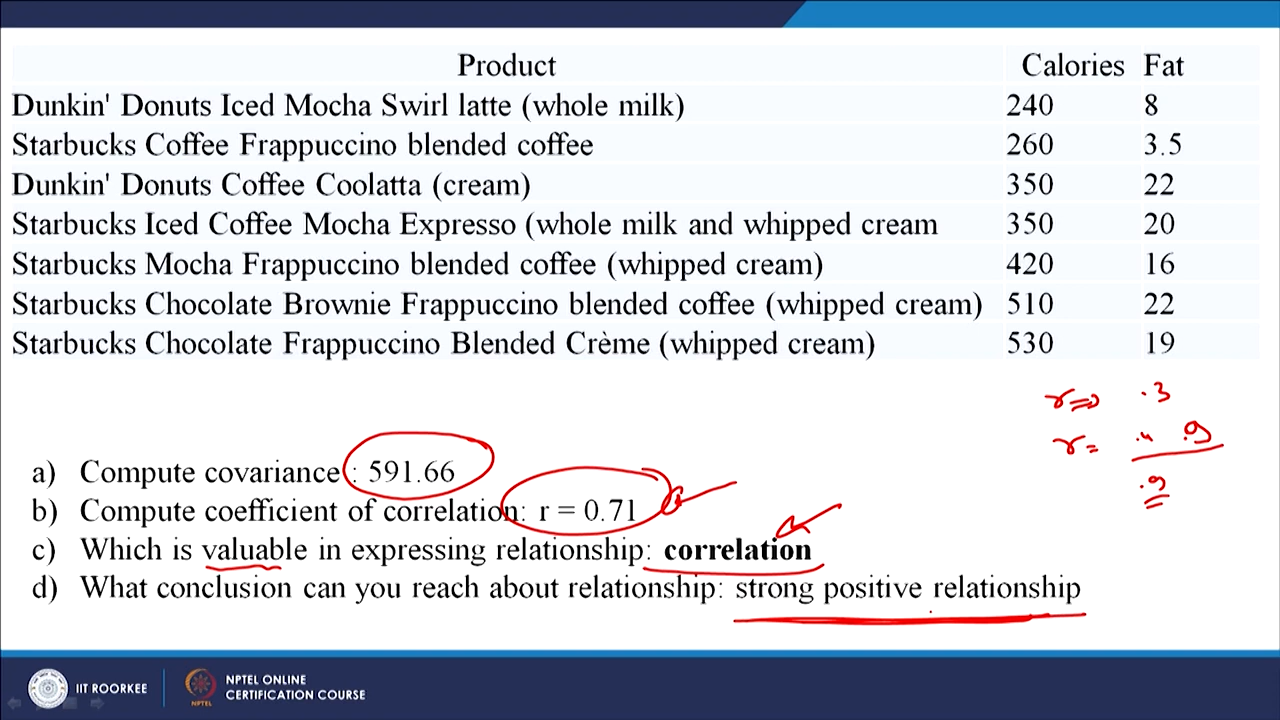 Product Calories Fat
Dunkin' Donuts Iced Mocha Swirl latte (whole milk) 240 8
Starbucks Coffee Frappuccino blended coffee 260 3.5
Dunkin' Donuts Coffee Coolatta (cream) 350 22
Starbucks Iced Coffee Mocha Expresso (whole milk and whipped cream 350 20
Starbucks Mocha Frappuccino blended coffee (whipped cream) 420 16
Starbucks Chocolate Brownie Frappuccino blended coffee (whipped cream) 510 22
Starbucks Chocolate Frappuccino Blended Crème (whipped cream) 530 19
r⇒ .3
r= .4 .9
.9
a) Compute covariance : 591.66
b) Compute coefficient of correlation: r = 0.71
c) Which is valuable in expressing relationship: correlation
d) What conclusion can you reach about relationship: strong positive relationship
IIT ROORKEE
NPTEL
NPTEL ONLINE
CERTIFICATION COURSE